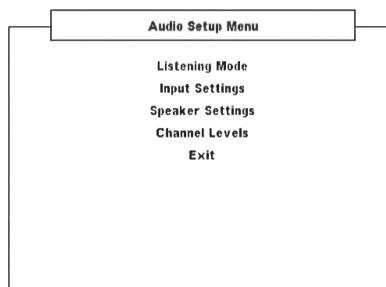 Audio Setup Menu
Listening Mode
Input Settings
Speaker Settings
Channel Levels
Exit